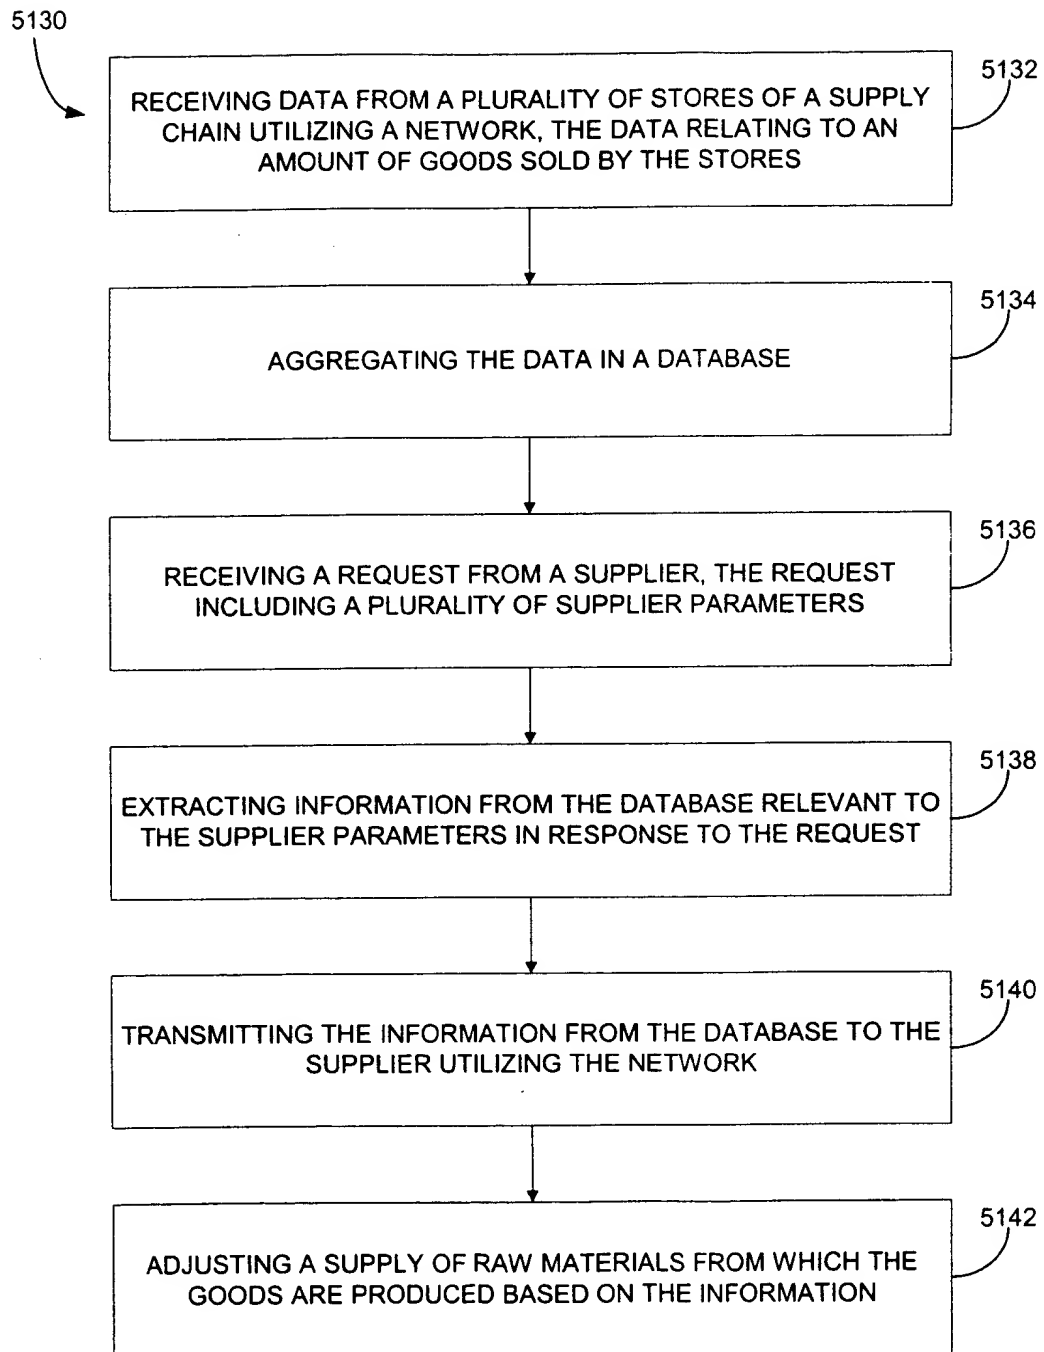 5130
5132
RECEIVING DATA FROM A PLURALITY OF STORES OF A SUPPLY
CHAIN UTILIZING A NETWORK, THE DATA RELATING TO AN
AMOUNT OF GOODS SOLD BY THE STORES
5134
AGGREGATING THE DATA IN A DATABASE
5136
RECEIVING A REQUEST FROM A SUPPLIER, THE REQUEST
INCLUDING A PLURALITY OF SUPPLIER PARAMETERS
5138
EXTRACTING INFORMATION FROM THE DATABASE RELEVANT TO
THE SUPPLIER PARAMETERS IN RESPONSE TO THE REQUEST
5140
TRANSMITTING THE INFORMATION FROM THE DATABASE TO THE
SUPPLIER UTILIZING THE NETWORK
5142
ADJUSTING A SUPPLY OF RAW MATERIALS FROM WHICH THE
GOODS ARE PRODUCED BASED ON THE INFORMATION